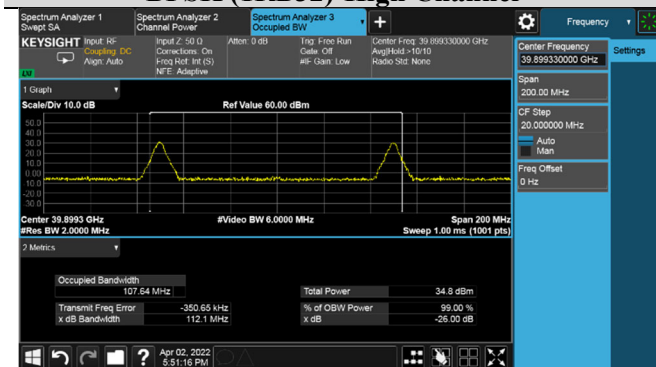 Spectrum Analyzer 1
Swept SA
Spectrum Analyzer 2
Channel Power
Spectrum Analyzer 3
Occupied BW
Frequency
KEYSIGHT
Input: RF
Coupling: DC
Align: Auto
Input Z: 50 Ω
Corrections: On
Freq Ref: Int (S)
NFE: Adaptive
Atten: 0 dB
Trig: Free Run
Gate: Off
#IF Gain: Low
Center Freq: 39.899330000 GHz
Avg|Hold:>10/10
Radio Std: None
Center Frequency
39.899330000 GHz
Settings
Span
200.00 MHz
CF Step
20.000000 MHz
Auto
Man
Freq Offset
0 Hz
1 Graph
Scale/Div 10.0 dB
Ref Value 60.00 dBm
50.0
40.0
30.0
20.0
10.0
0.00
-10.0
-20.0
-30.0
Center 39.8993 GHz
#Video BW 6.0000 MHz
Span 200 MHz
#Res BW 2.0000 MHz
Sweep 1.00 ms (1001 pts)
2 Metrics
Occupied Bandwidth
107.64 MHz
Total Power
34.8 dBm
Transmit Freq Error
-350.65 kHz
% of OBW Power
99.00 %
x dB Bandwidth
112.1 MHz
x dB
-26.00 dB
Apr 02, 2022
5:51:16 PM